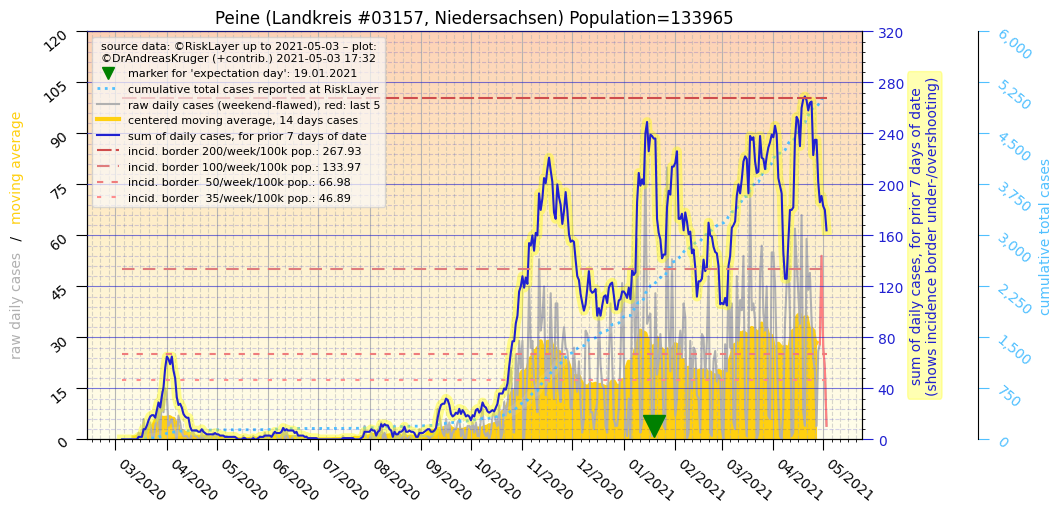 Peine (Landkreis #03157, Niedersachsen) Population=133965
source data: ©RiskLayer up to 2021-05-03 – plot:
©DrAndreasKruger (+contrib.) 2021-05-03 17:32
marker for 'expectation day': 19.01.2021
cumulative total cases reported at RiskLayer
raw daily cases (weekend-flawed), red: last 5
centered moving average, 14 days cases
sum of daily cases, for prior 7 days of date
incid. border 200/week/100k pop.: 267.93
incid. border 100/week/100k pop.: 133.97
incid. border  50/week/100k pop.: 66.98
incid. border  35/week/100k pop.: 46.89
raw daily cases  /  moving average
120
105
90
75
60
45
30
15
0
03/2020
04/2020
05/2020
06/2020
07/2020
08/2020
09/2020
10/2020
11/2020
12/2020
01/2021
02/2021
03/2021
04/2021
05/2021
320
280
240
200
160
120
80
40
0
sum of daily cases, for prior 7 days of date
(shows incidence border under-/overshooting)
6,000
5,250
4,500
3,750
3,000
2,250
1,500
750
0
cumulative total cases